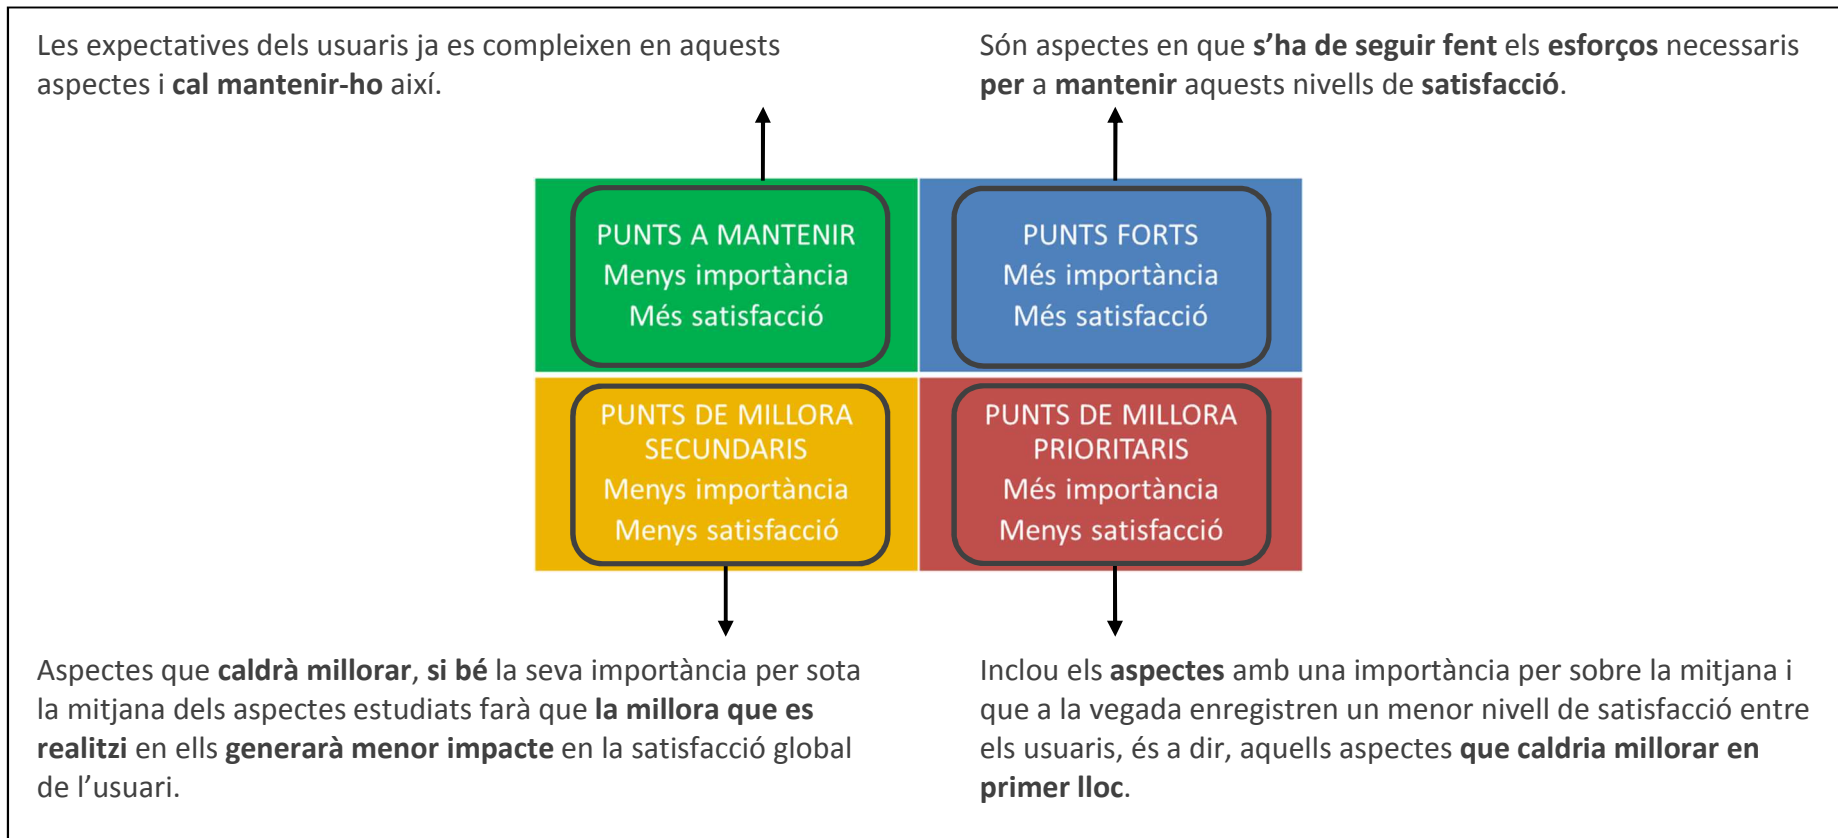 Les expectatives dels usuaris ja es compleixen en aquests
aspectes i cal mantenir-ho així.
Són aspectes en que s’ha de seguir fent els esforços necessaris
per a mantenir aquests nivells de satisfacció.
PUNTS A MANTENIR
Menys importància
Més satisfacció
PUNTS FORTS
Més importància
Més satisfacció
PUNTS DE MILLORA
SECUNDARIS
Menys importància
Menys satisfacció
PUNTS DE MILLORA
PRIORITARIS
Més importància
Menys satisfacció
Aspectes que caldrà millorar, si bé la seva importància per sota
la mitjana dels aspectes estudiats farà que la millora que es
realitzi en ells generarà menor impacte en la satisfacció global
de l’usuari.
Inclou els aspectes amb una importància per sobre la mitjana i
que a la vegada enregistren un menor nivell de satisfacció entre
els usuaris, és a dir, aquells aspectes que caldria millorar en
primer lloc.